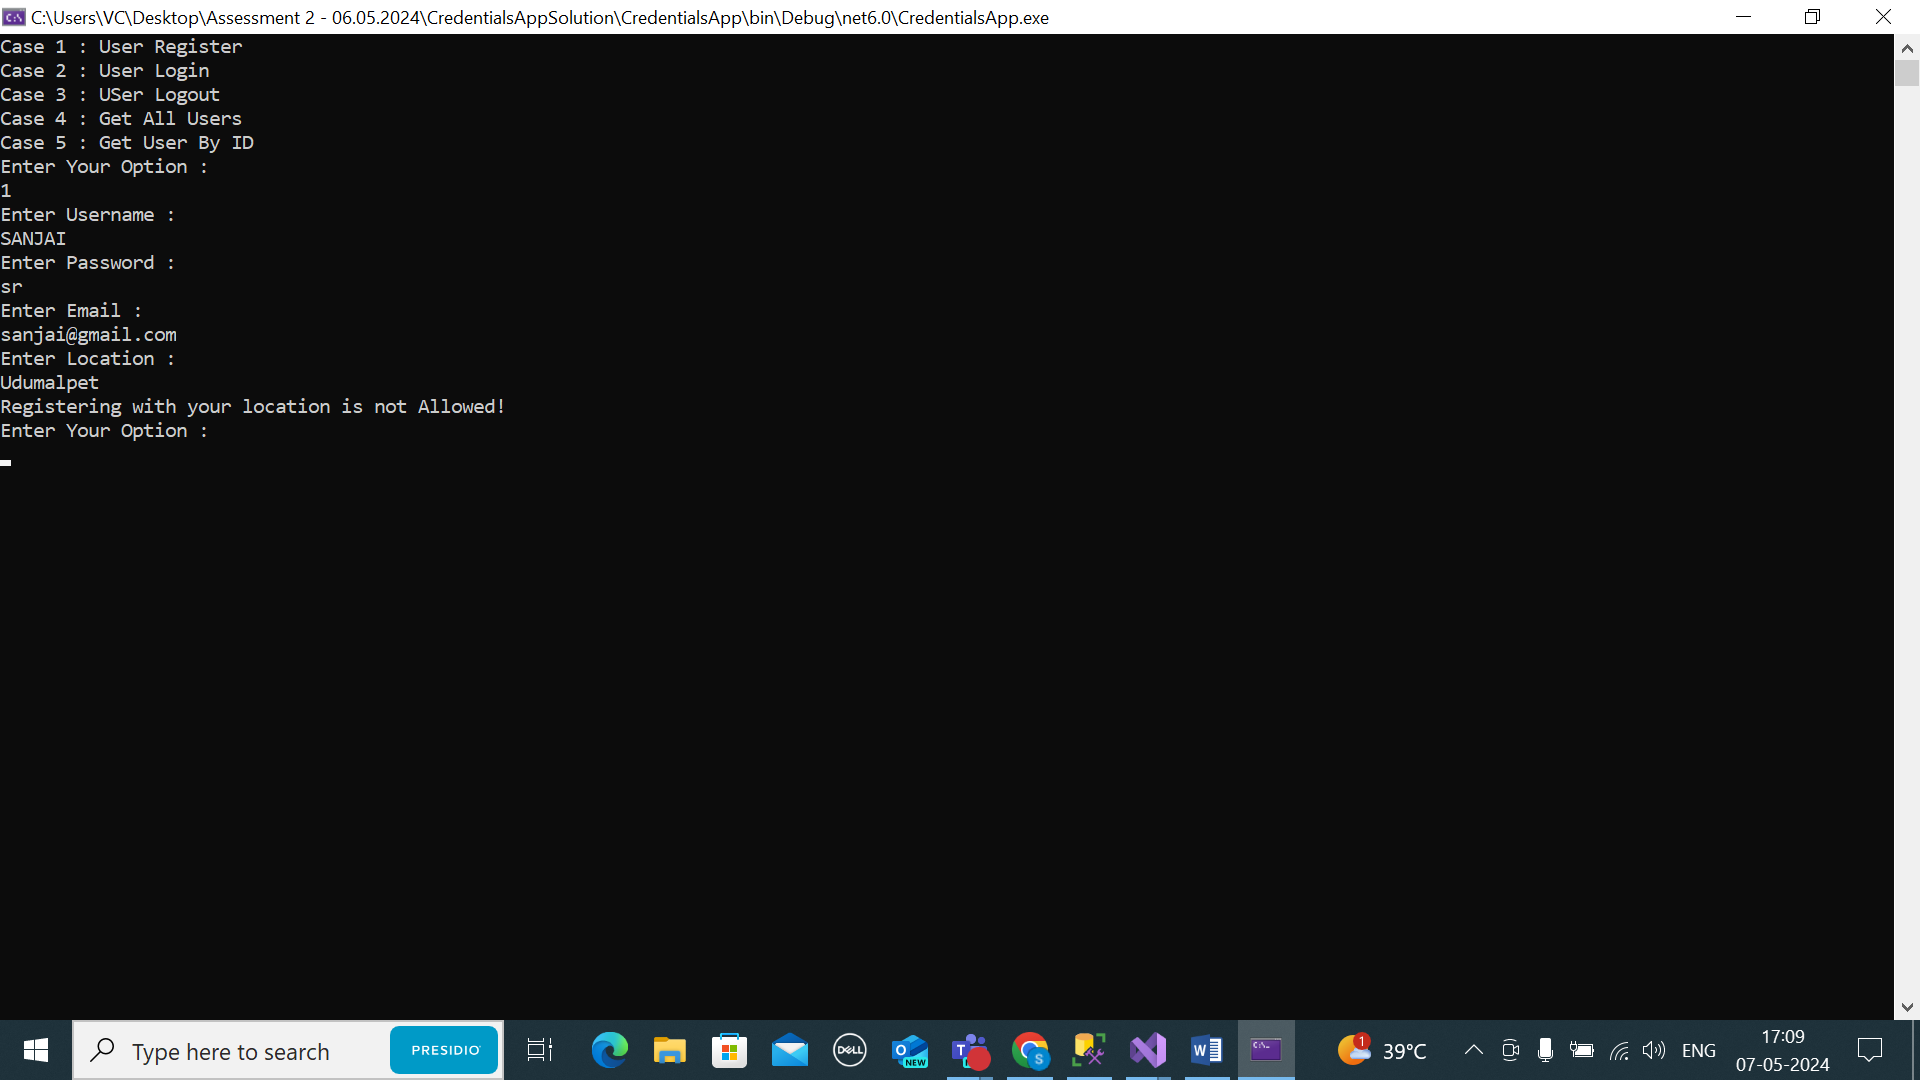 C:\Users\VC\Desktop\Assessment 2 - 06.05.2024\CredentialsAppSolution\CredentialsApp\bin\Debug\net6.0\CredentialsApp.exe
Case 1 : User Register
Case 2 : User Login
Case 3 : USer Logout
Case 4 : Get All Users
Case 5 : Get User By ID
Enter Your Option :
1
Enter Username :
SANJAI
Enter Password :
sr
Enter Email :
sanjai@gmail.com
Enter Location :
Udumalpet
Registering with your location is not Allowed!
Enter Your Option :
Type here to search
PRESIDIO
DELL
NEW
S
1
39°C
ENG
17:09
07-05-2024